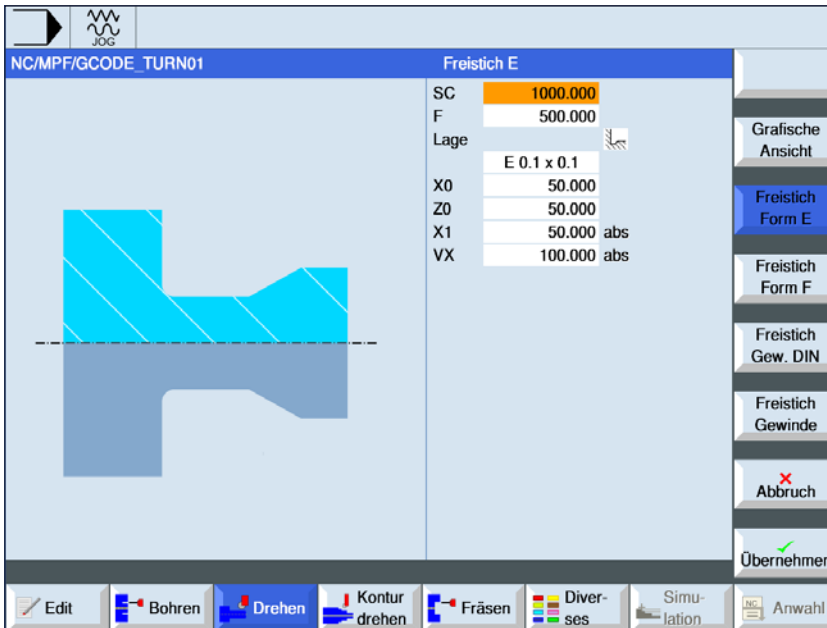 JOG
NC/MPF/GCODE_TURN01
Freistich E
SC 1000.000
F 500.000
Lage
E 0.1 x 0.1
X0 50.000
Z0 50.000
X1 50.000 abs
VX 100.000 abs
Grafische
Ansicht
Freistich
Form E
Freistich
Form F
Freistich
Gew. DIN
Freistich
Gewinde
Abbruch
Übernehmen
Edit
Bohren
Drehen
Kontur
drehen
Fräsen
Diver-
ses
Simu-
lation
NC
Anwahl